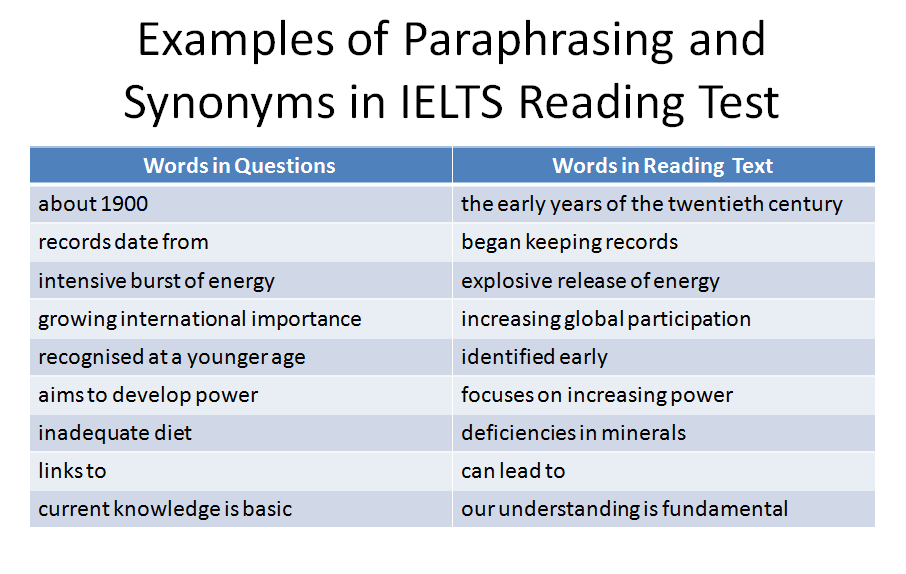 Examples of Paraphrasing and
Synonyms in IELTS Reading Test
Words in Questions Words in Reading Text
about 1900 the early years of the twentieth century
records date from began keeping records
intensive burst of energy explosive release of energy
growing international importance increasing global participation
recognised at a younger age identified early
aims to develop power focuses on increasing power
inadequate diet deficiencies in minerals
links to can lead to
current knowledge is basic our understanding is fundamental